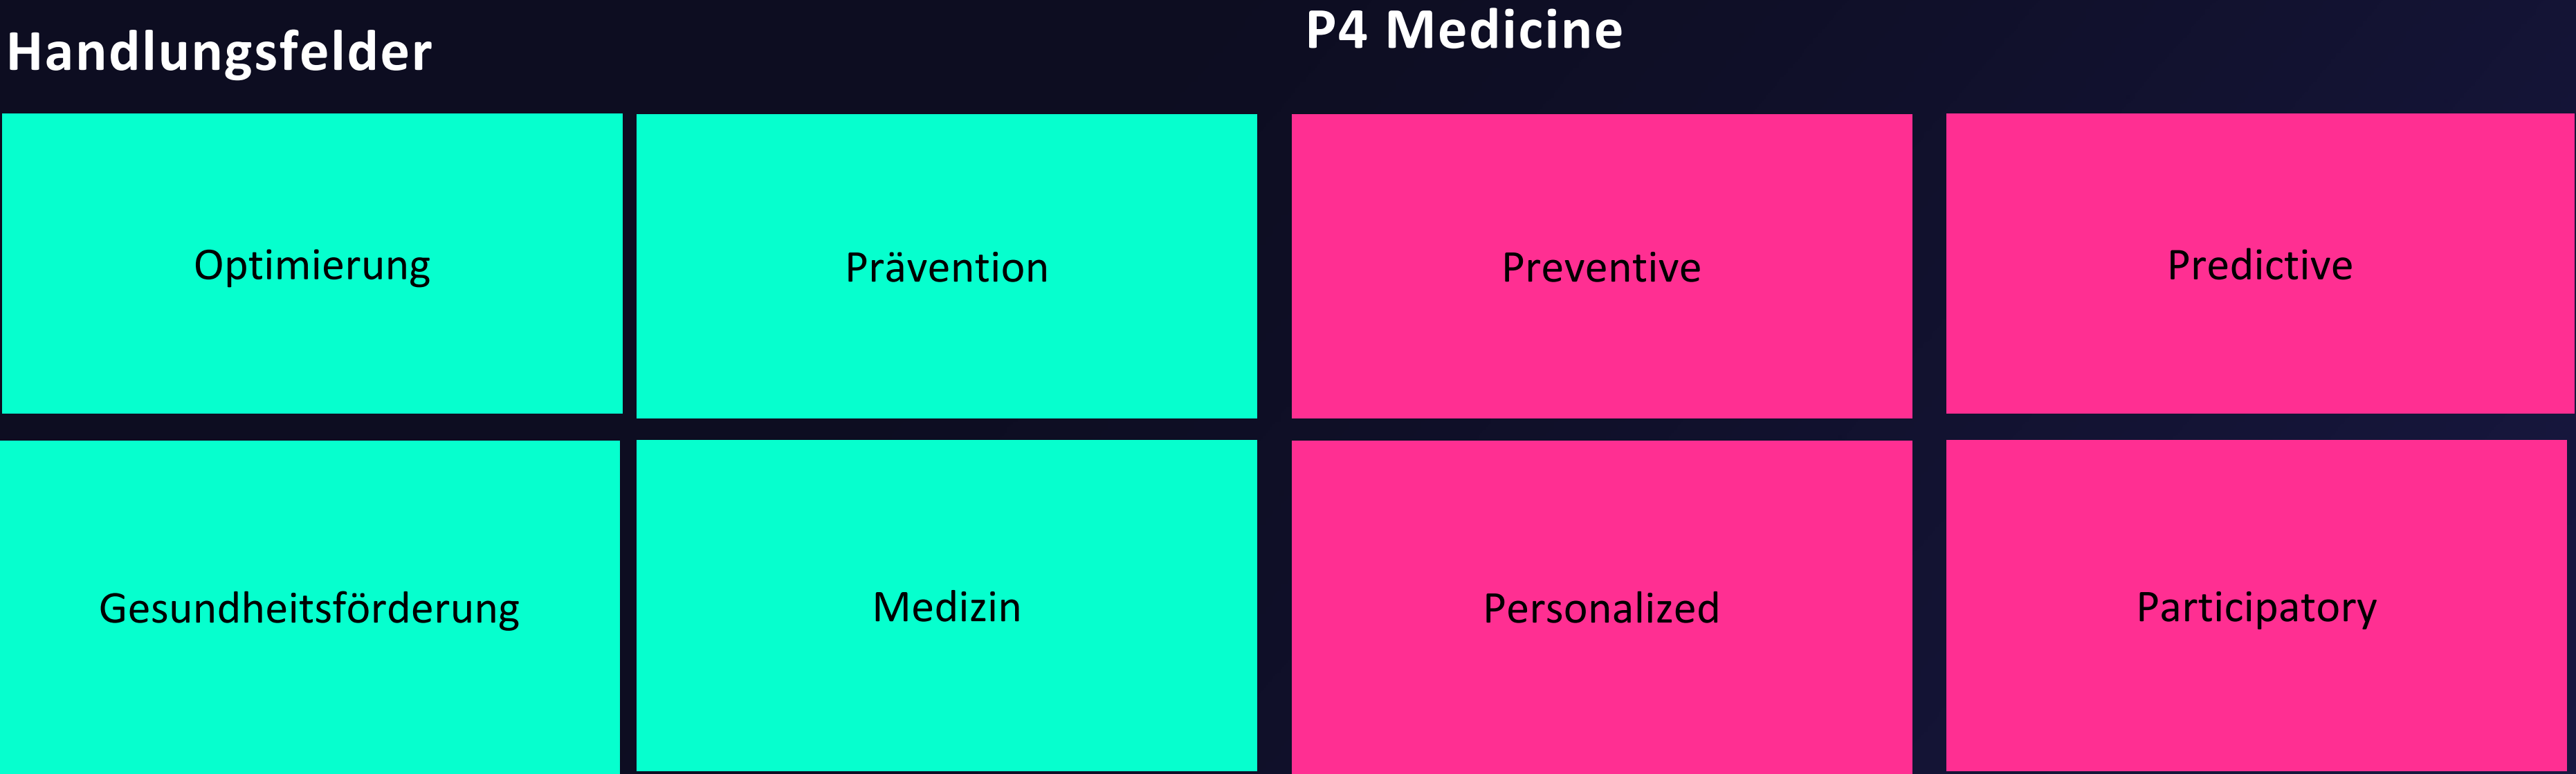 Handlungsfelder
P4 Medicine
Optimierung
Prävention
Preventive
Predictive
Gesundheitsförderung
Medizin
Personalized
Participatory